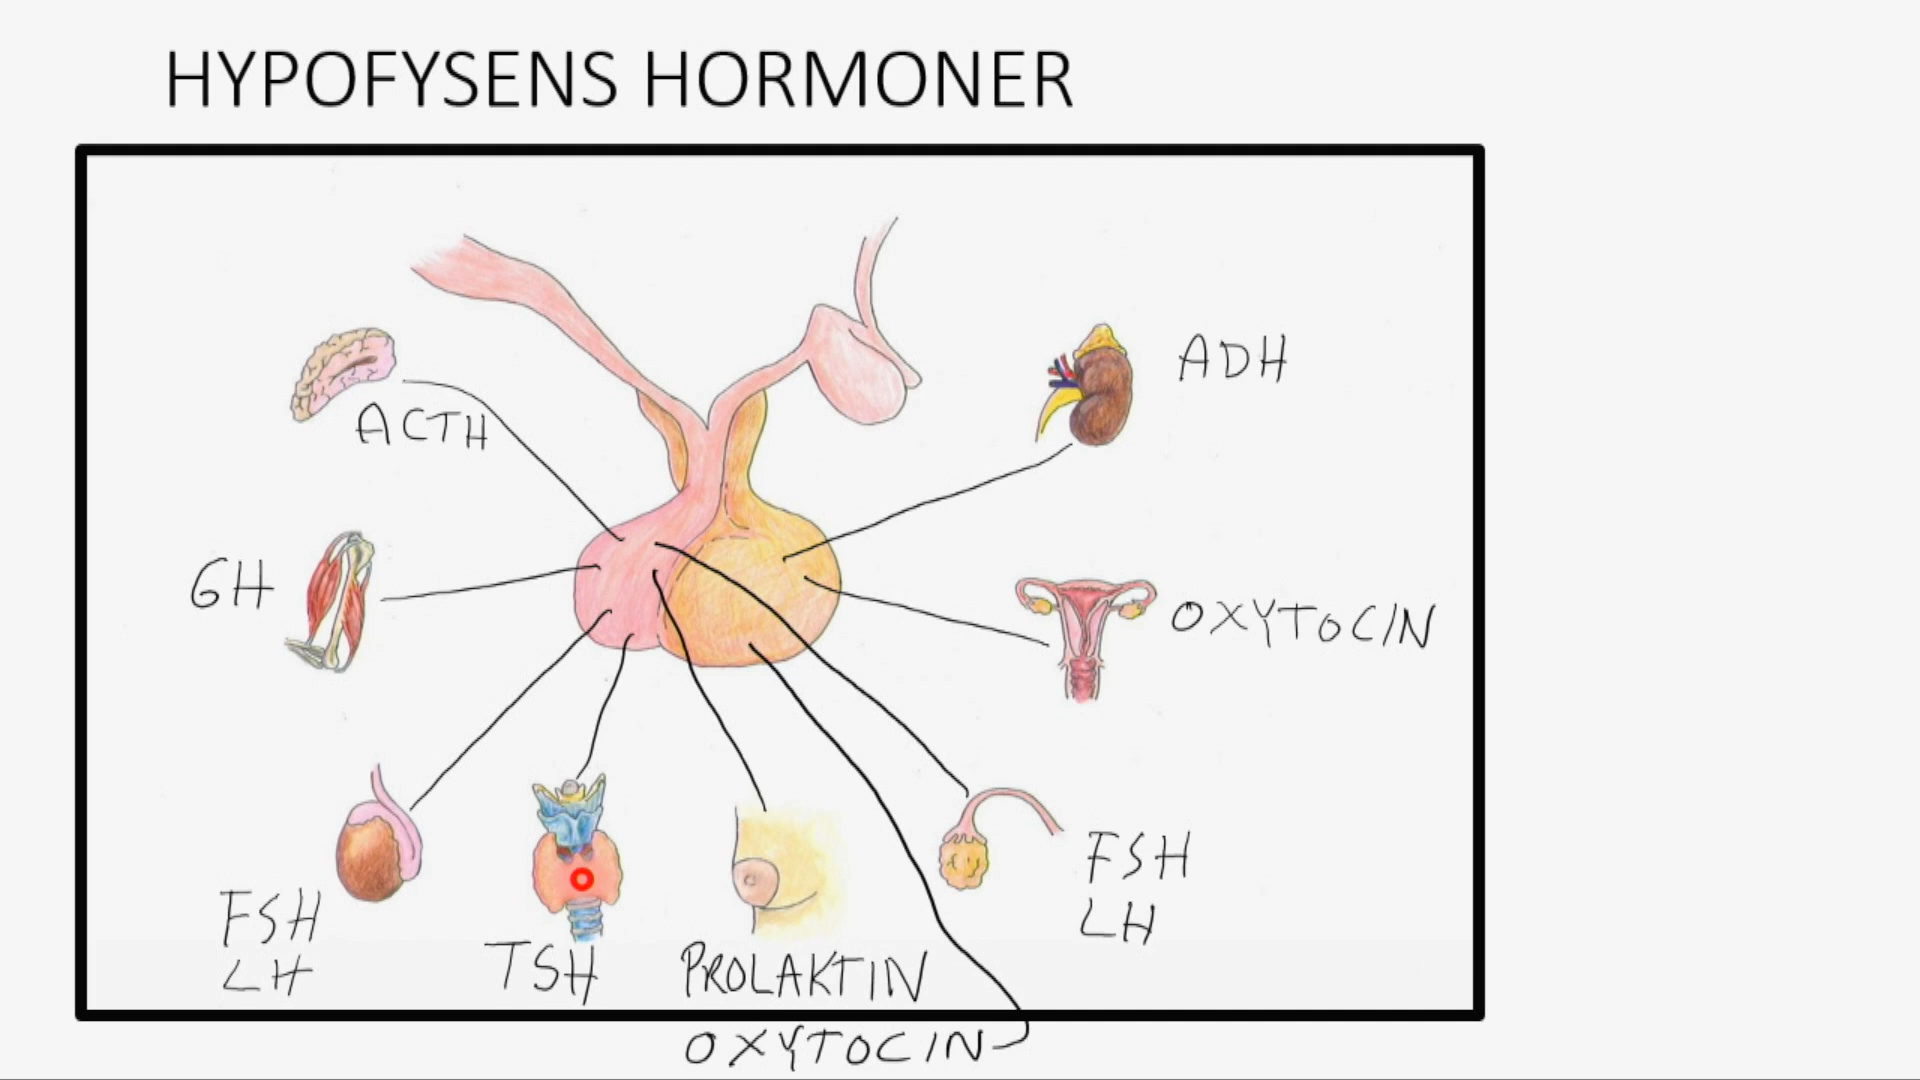 HYPOFYSENS HORMONER
ADH
ACTH
GH
OXYTOCIN
FSH
LH
FSH
LH
TSH
PROLAKTIN
OXYTOCIN